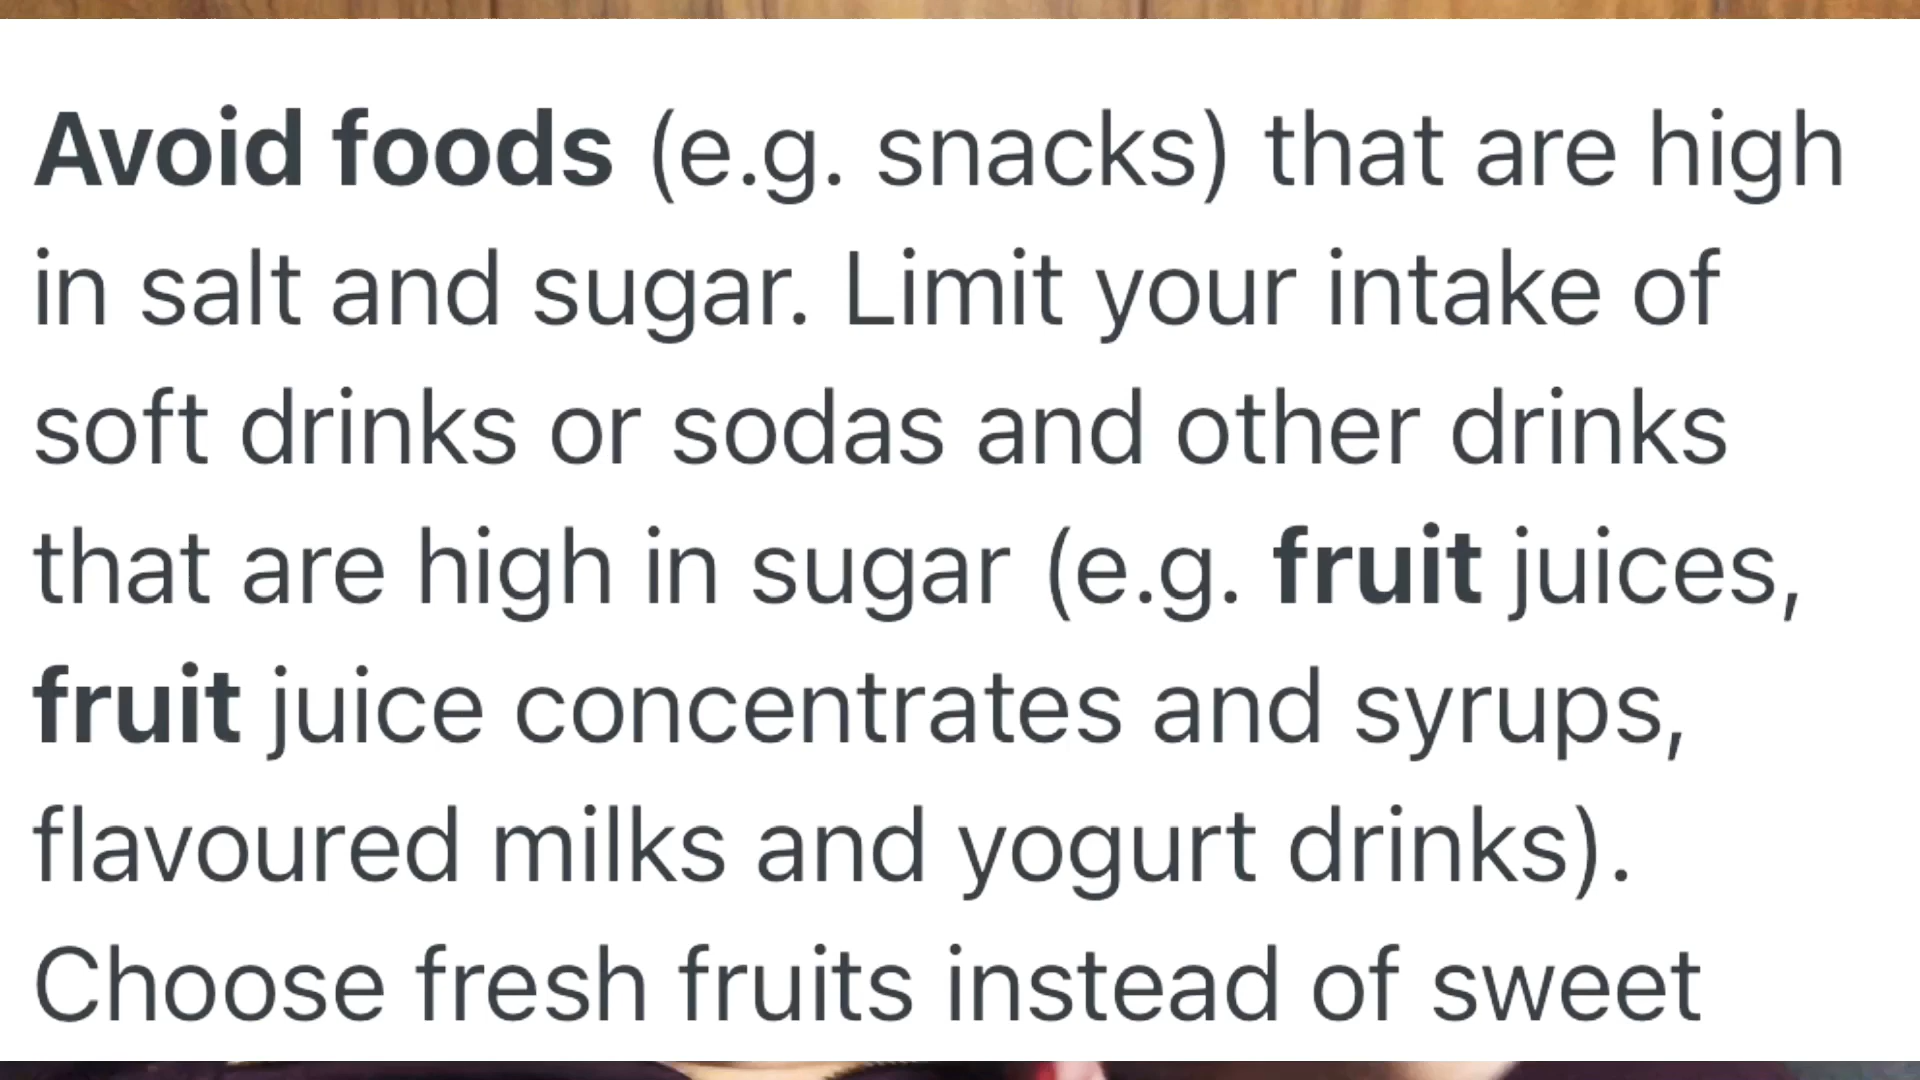 Avoid foods (e.g. snacks) that are high
in salt and sugar. Limit your intake of
soft drinks or sodas and other drinks
that are high in sugar (e.g. fruit juices,
fruit juice concentrates and syrups,
flavoured milks and yogurt drinks).
Choose fresh fruits instead of sweet